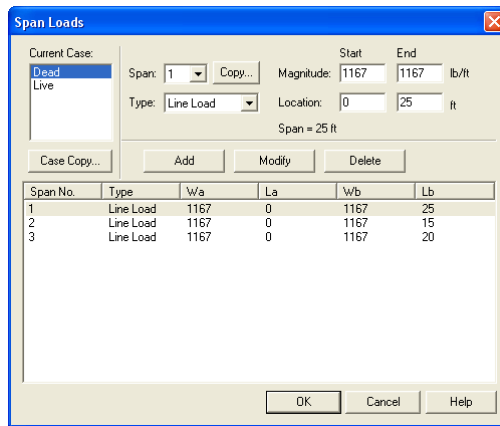 Span Loads
Current Case:
Dead
Live
Case Copy...
Span: 1 Copy...
Type: Line Load
Start End
Magnitude: 1167 1167 lb/ft
Location: 0 25 ft
Span = 25 ft
Add Modify Delete
Span No. Type Wa La Wb Lb
1 Line Load 1167 0 1167 25
2 Line Load 1167 0 1167 15
3 Line Load 1167 0 1167 20
OK Cancel Help